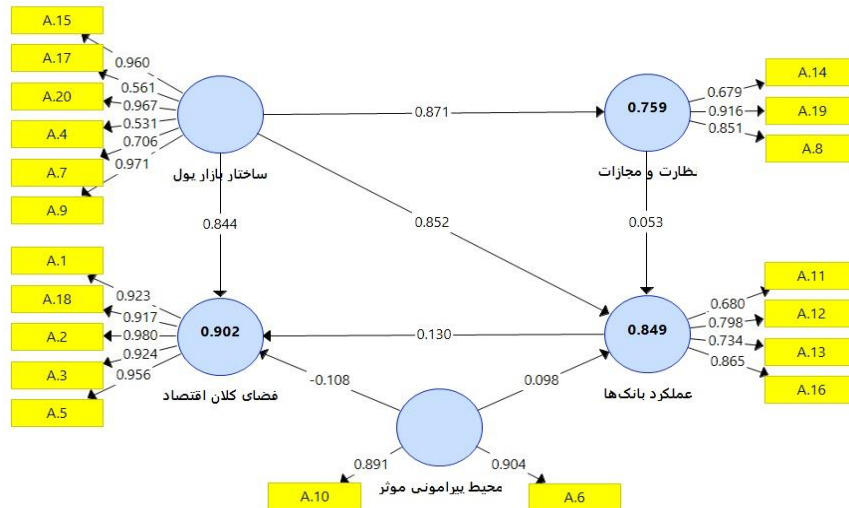 A.15
A.17
A.20
A.4
A.7
A.9
0.960
0.561
0.967
0.531
0.706
0.971
ساختار بازار پول
0.871
0.759
نظارت و مجازات
0.679
0.916
0.851
A.14
A.19
A.8
0.844
0.852
0.053
A.1
A.18
A.2
A.3
A.5
0.923
0.917
0.980
0.924
0.956
0.902
فضای کلان اقتصاد
0.130
0.849
عملکرد بانک‌ها
0.680
0.798
0.734
0.865
A.11
A.12
A.13
A.16
-0.108
0.098
محیط پیرامونی موثر
0.891
0.904
A.10
A.6